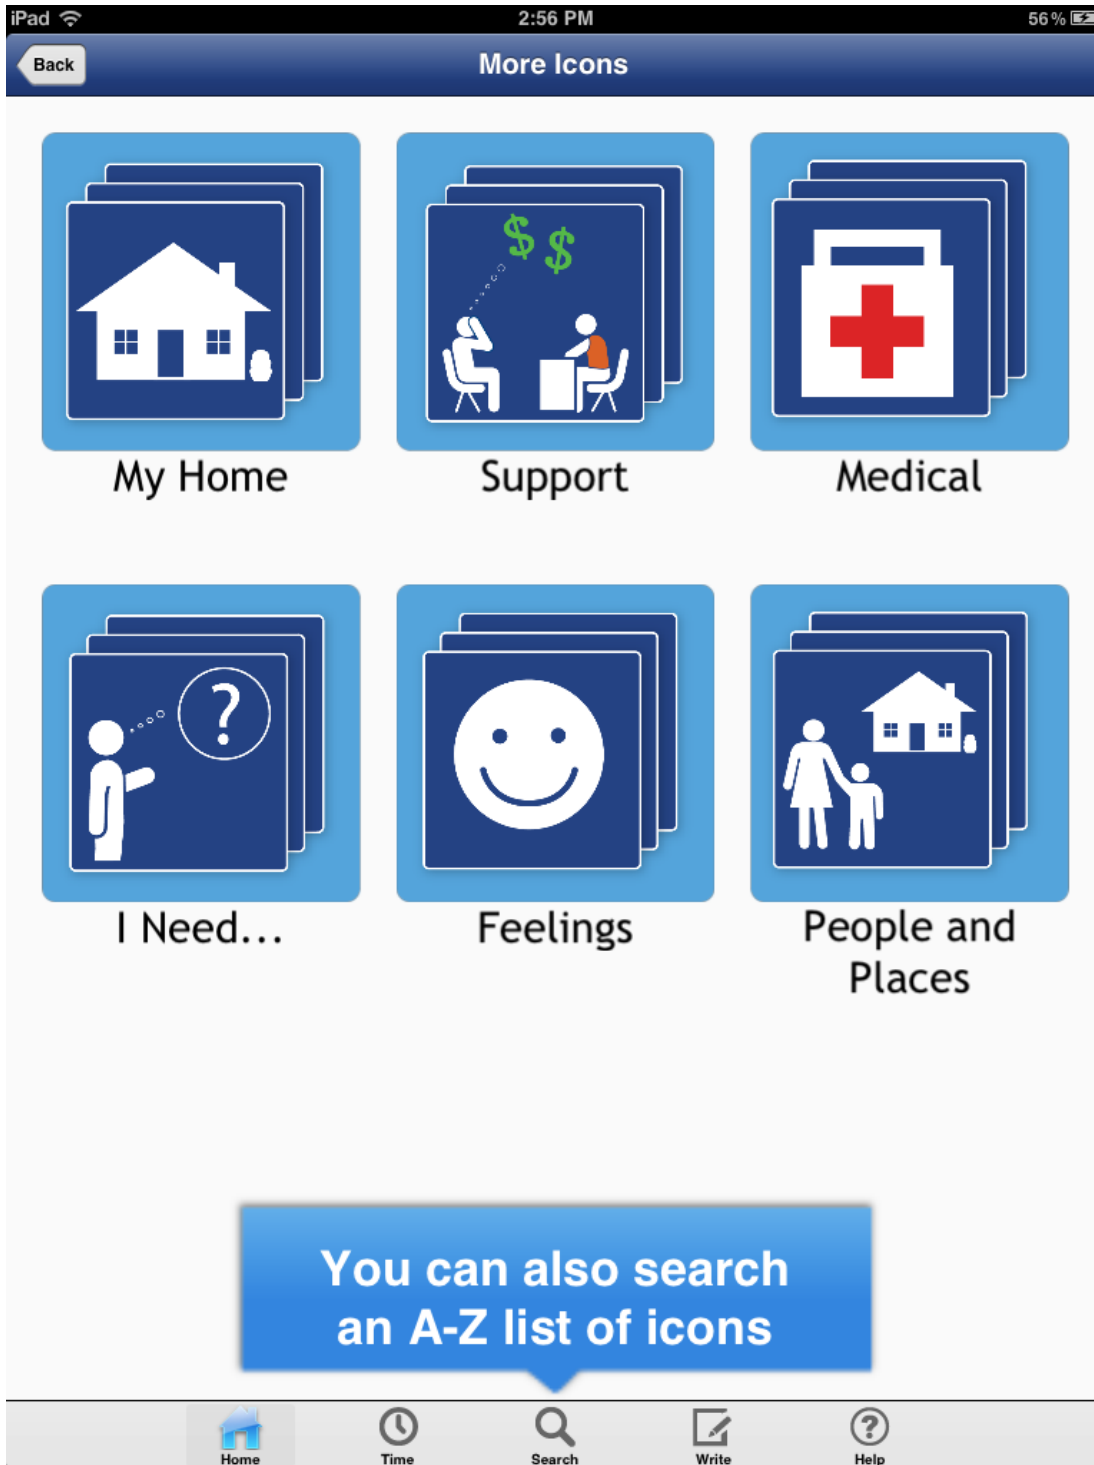 iPad 2:56 PM 56%
Back More Icons
$ $
My Home Support Medical
?
I Need... Feelings People and
Places
You can also search
an A-Z list of icons
?
Home Time Search Write Help